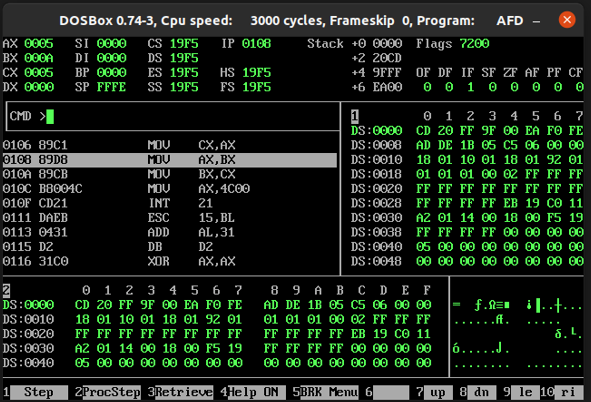 DOSBox 0.74-3, Cpu speed: 3000 cycles, Frameskip 0, Program: AFD
AX 0005 SI 0000 CS 19F5 IP 0108 Stack +0 0000 Flags 7200
BX 000A DI 0000 DS 19F5 +2 20CD
CX 0005 BP 0000 ES 19F5 HS 19F5 +4 9FFF OF DF IF SF ZF AF PF CF
DX 0000 SP FFFE SS 19F5 FS 19F5 +6 EA00 0 0 1 0 0 0 0 0
CMD >
1 0 1 2 3 4 5 6 7
DS:0000 CD 20 FF 9F 00 EA F0 FE
DS:0008 AD DE 1B 05 C5 06 00 00
DS:0010 18 01 10 01 18 01 92 01
DS:0018 01 01 01 00 02 FF FF FF
DS:0020 FF FF FF FF FF FF FF FF
DS:0028 FF FF FF FF EB 19 C0 11
DS:0030 A2 01 14 00 18 00 F5 19
DS:0038 FF FF FF FF 00 00 00 00
DS:0040 05 00 00 00 00 00 00 00
DS:0048 00 00 00 00 00 00 00 00
0106 89C1 MOV CX,AX
0108 89D8 MOV AX,BX
010A 89CB MOV BX,CX
010C B8004C MOV AX,4C00
010F CD21 INT 21
0111 DAEB ESC 15,BL
0113 0431 ADD AL,31
0115 D2 DB D2
0116 31C0 XOR AX,AX
2 0 1 2 3 4 5 6 7 8 9 A B C D E F
DS:0000 CD 20 FF 9F 00 EA F0 FE AD DE 1B 05 C5 06 00 00
DS:0010 18 01 10 01 18 01 92 01 01 01 01 00 02 FF FF FF
DS:0020 FF FF FF FF FF FF FF FF FF FF FF FF EB 19 C0 11
DS:0030 A2 01 14 00 18 00 F5 19 FF FF FF FF 00 00 00 00
DS:0040 05 00 00 00 00 00 00 00 00 00 00 00 00 00 00 00
1 Step 2 ProcStep 3 Retrieve 4 Help ON 5 BRK Menu 6 7 up 8 dn 9 le 10 ri